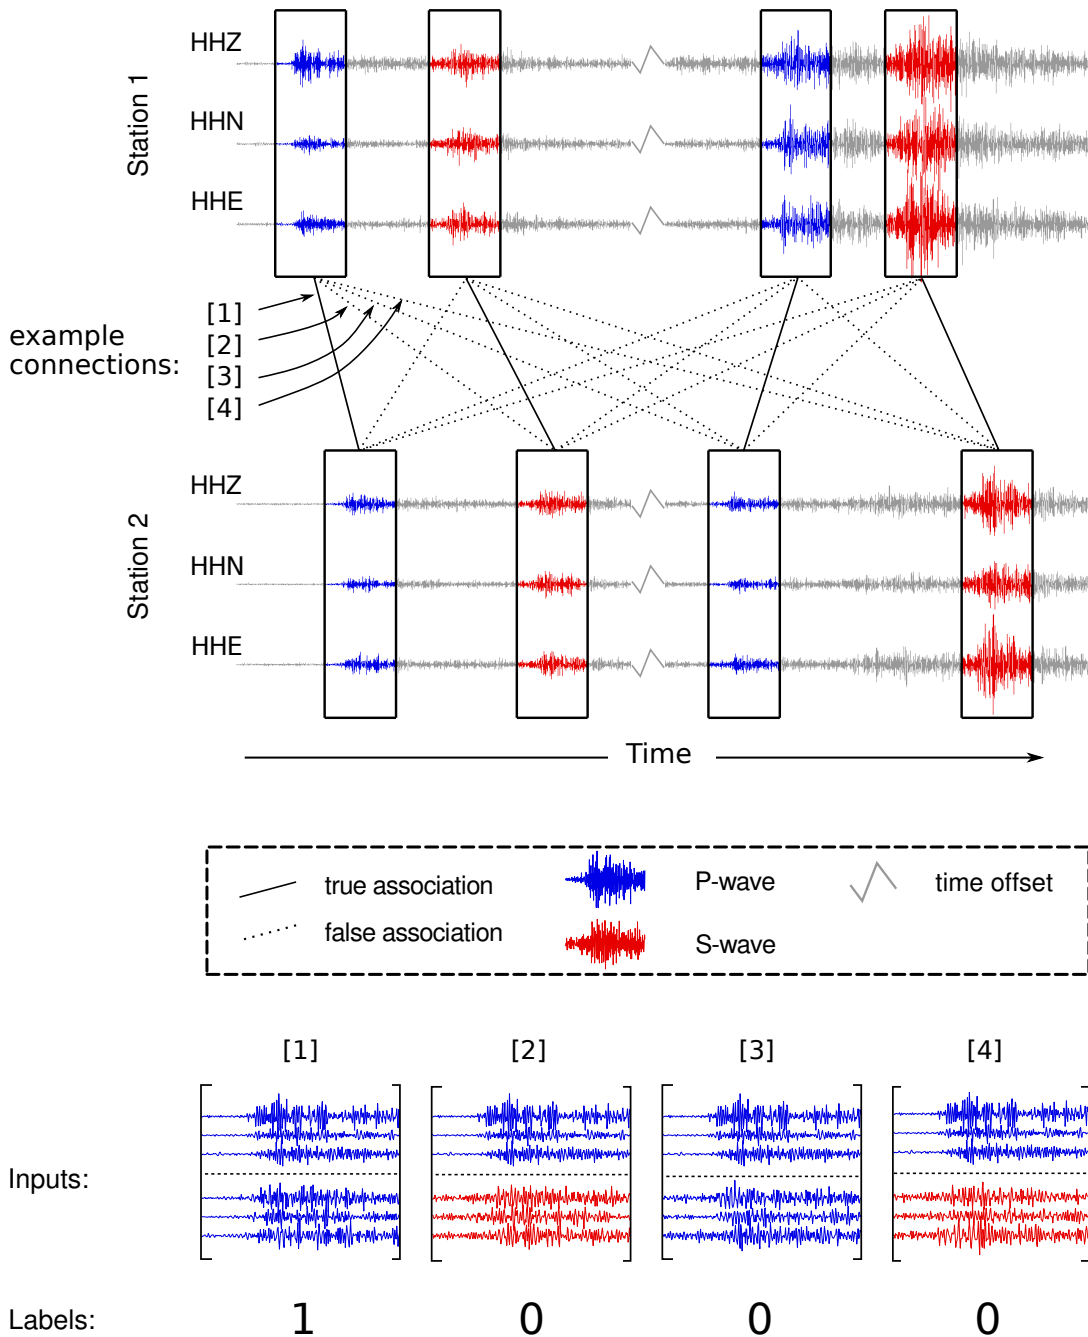 Station 1
HHZ
HHN
HHE
example
connections:
[1]
[2]
[3]
[4]
Station 2
HHZ
HHN
HHE
Time
true association
false association
P-wave
S-wave
time offset
[1] [2] [3] [4]
Inputs:
Labels: 1 0 0 0